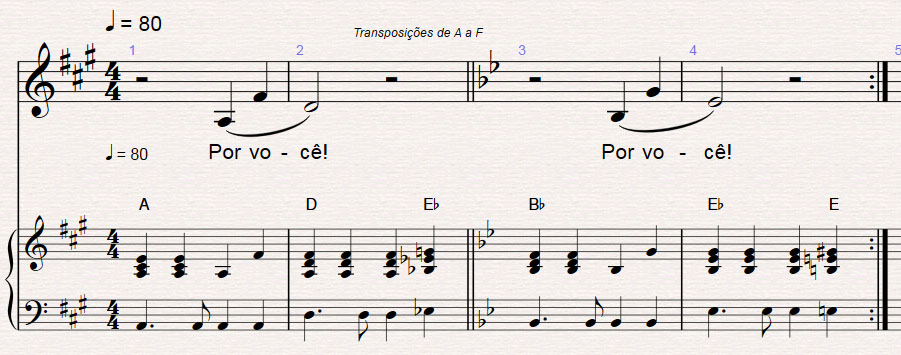 ♩ = 80
Transposições de A a F
1 2 3 4 5
Por vo - cê! Por vo - cê!
♩ = 80
A D E♭ B♭ E♭ E